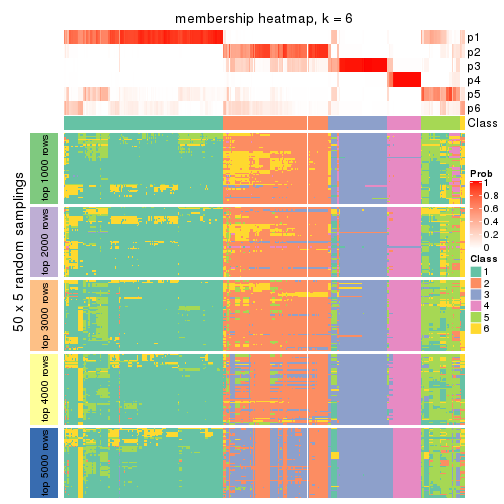 membership heatmap, k = 6
p1
p2
p3
p4
p5
p6
Class
50 x 5 random samplings
top 1000 rows
top 2000 rows
top 3000 rows
top 4000 rows
top 5000 rows
Prob
1
0.8
0.6
0.4
0.2
0
Class
1
2
3
4
5
6